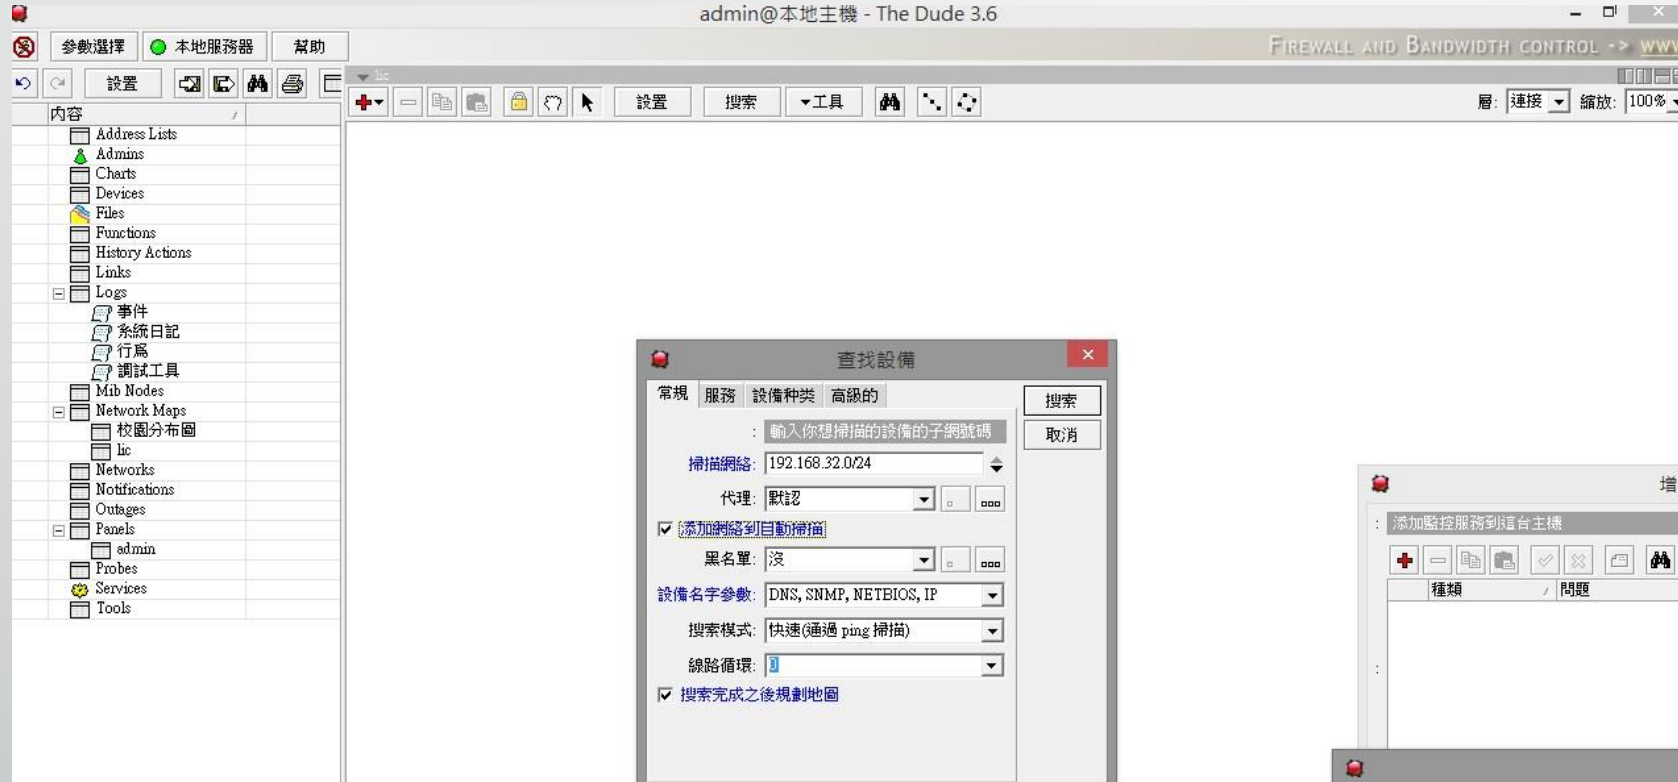 admin@本地主機 - The Dude 3.6
參數選擇 本地服務器 幫助
FIREWALL AND BANDWIDTH CONTROL -> www
設置
lic
設置 搜索 工具
層: 連接 縮放: 100%
內容
Address Lists
Admins
Charts
Devices
Files
Functions
History Actions
Links
Logs
事件
系統日記
行爲
調試工具
Mib Nodes
Network Maps
校園分布圖
lic
Networks
Notifications
Outages
Panels
admin
Probes
Services
Tools
查找設備
常規 服務 設備种类 高級的
搜索
取消
: 輸入你想掃描的設備的子網號碼
掃描網絡: 192.168.32.0/24
代理: 默認
添加網絡到自動掃描
黑名單: 沒
設備名字參數: DNS, SNMP, NETBIOS, IP
搜索模式: 快速(通過 ping 掃描)
線路循環: 0
搜索完成之後規劃地圖
增
: 添加監控服務到這台主機
種類 問題
: